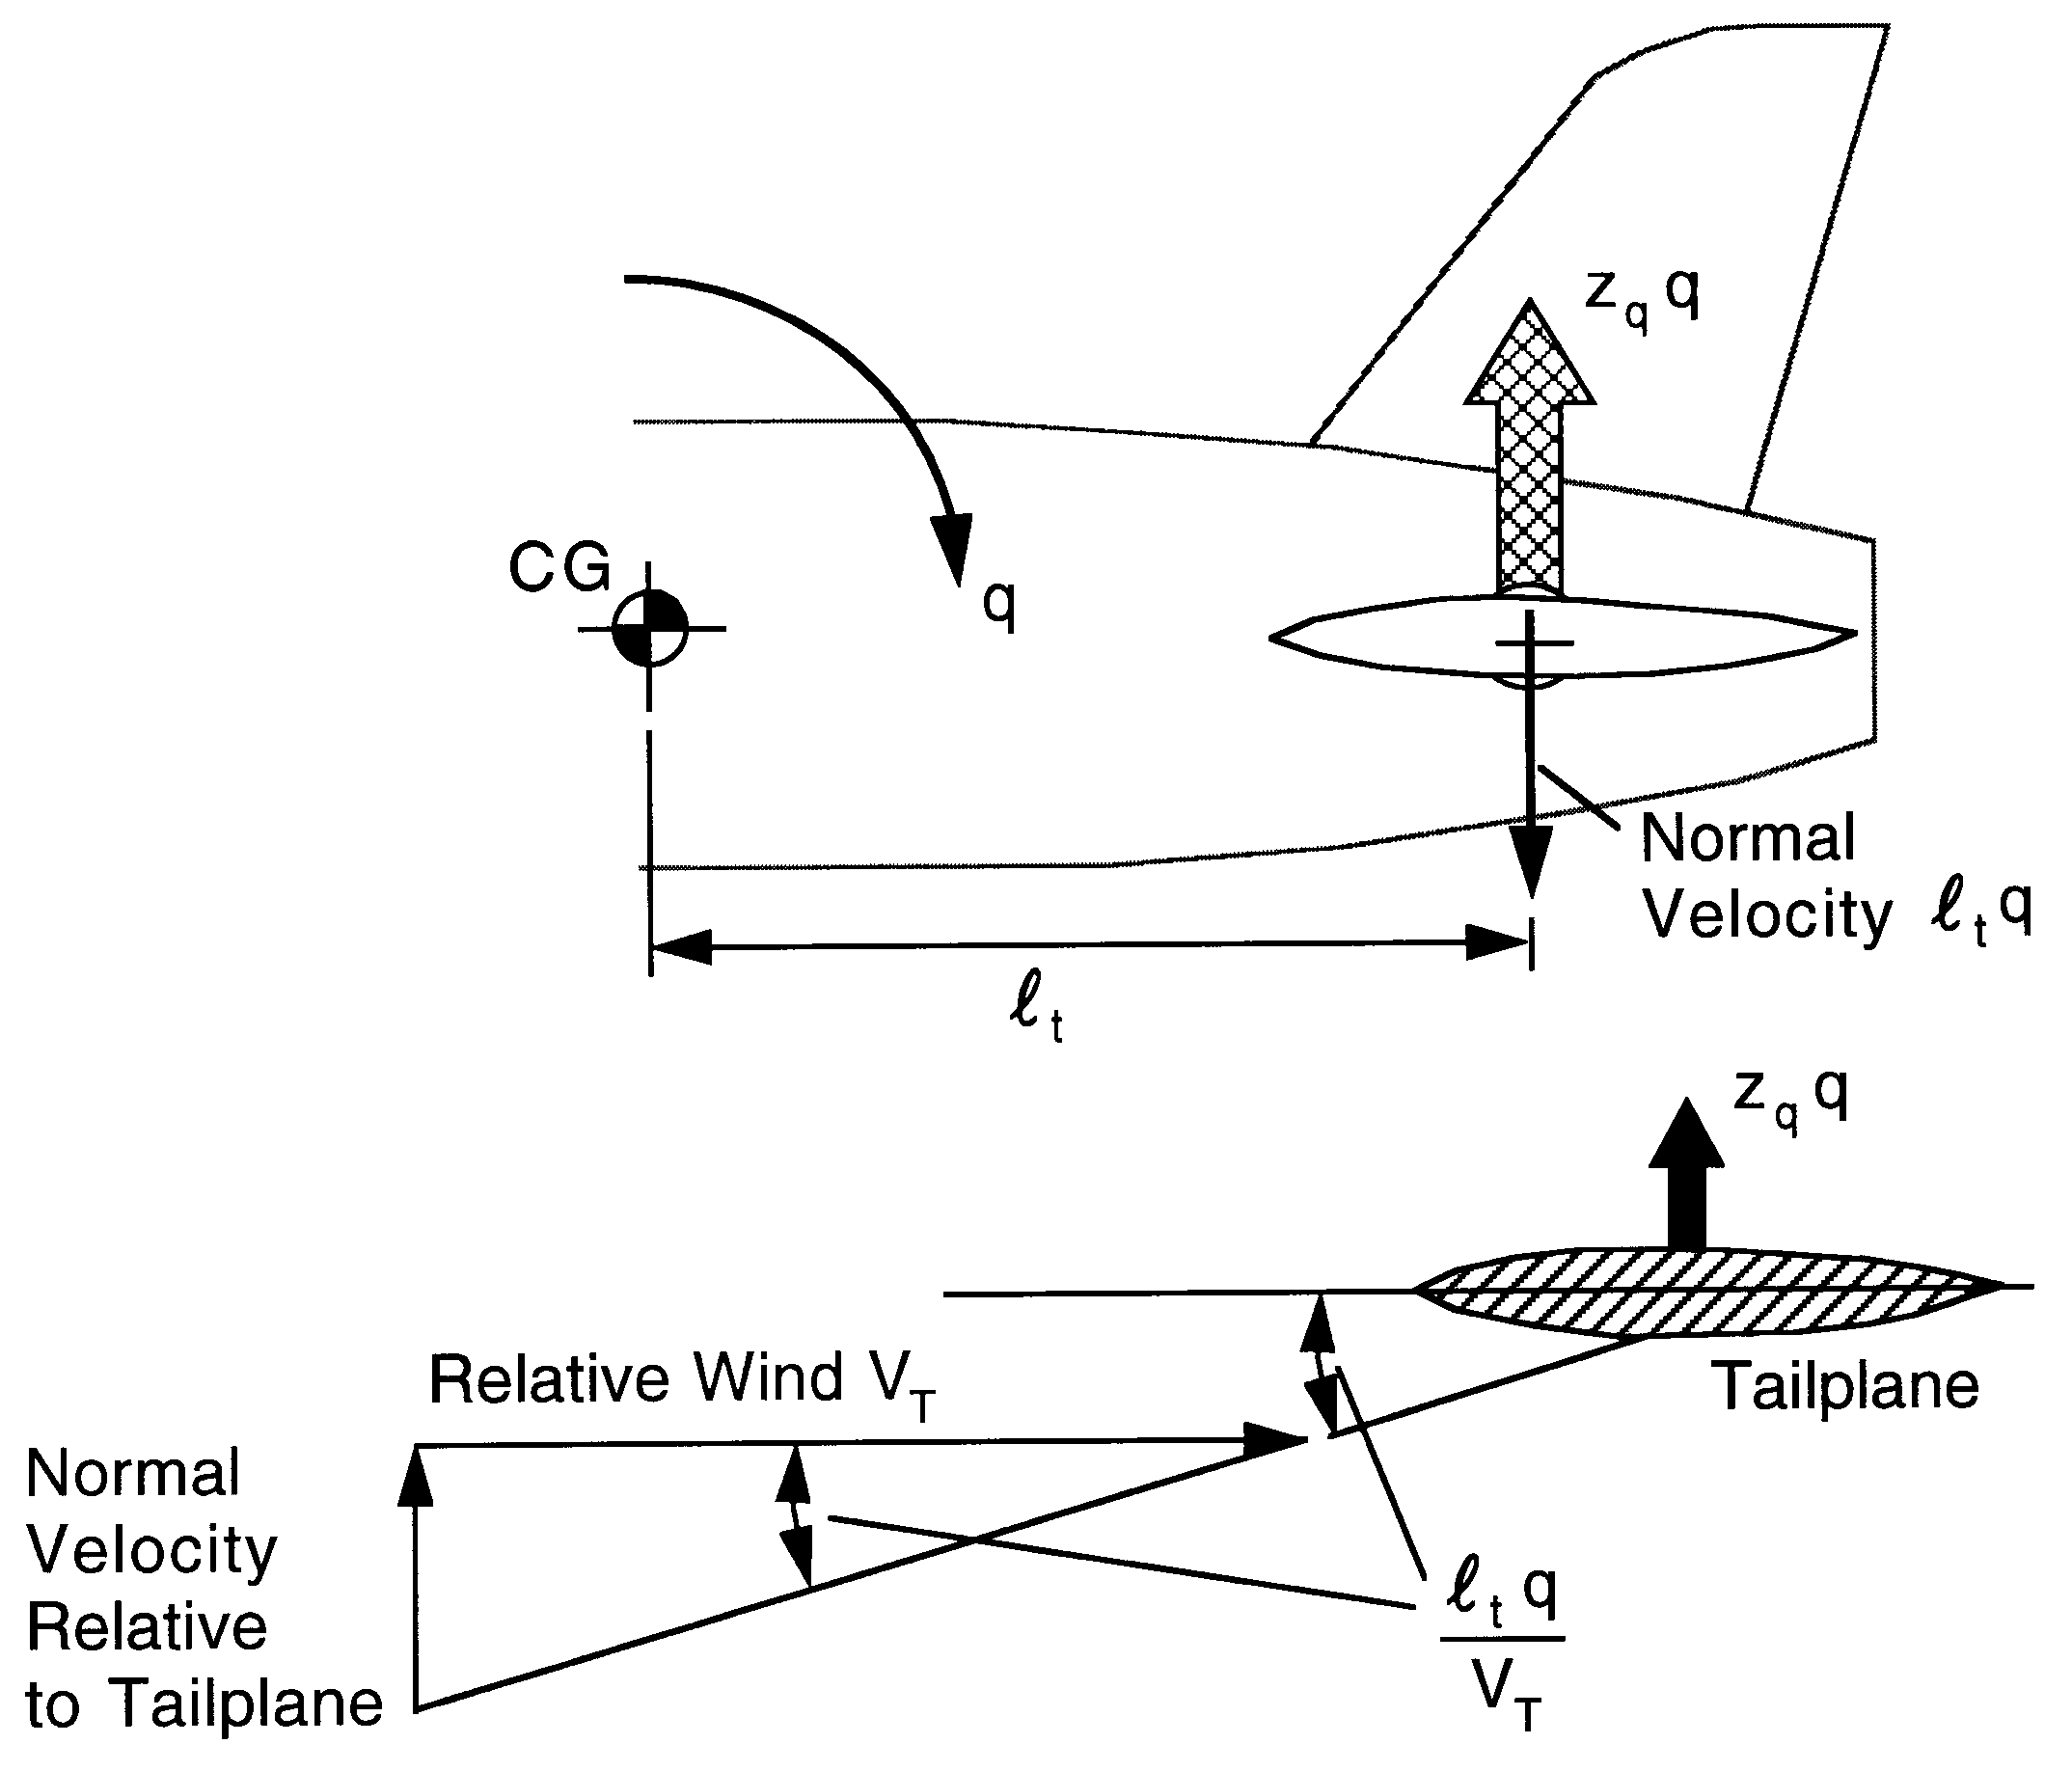 z_q q
CG
q
Normal
Velocity ℓ_t q
ℓ_t
z_q q
Relative Wind V_T
Tailplane
Normal
Velocity
Relative
to Tailplane
ℓ_t q
V_T